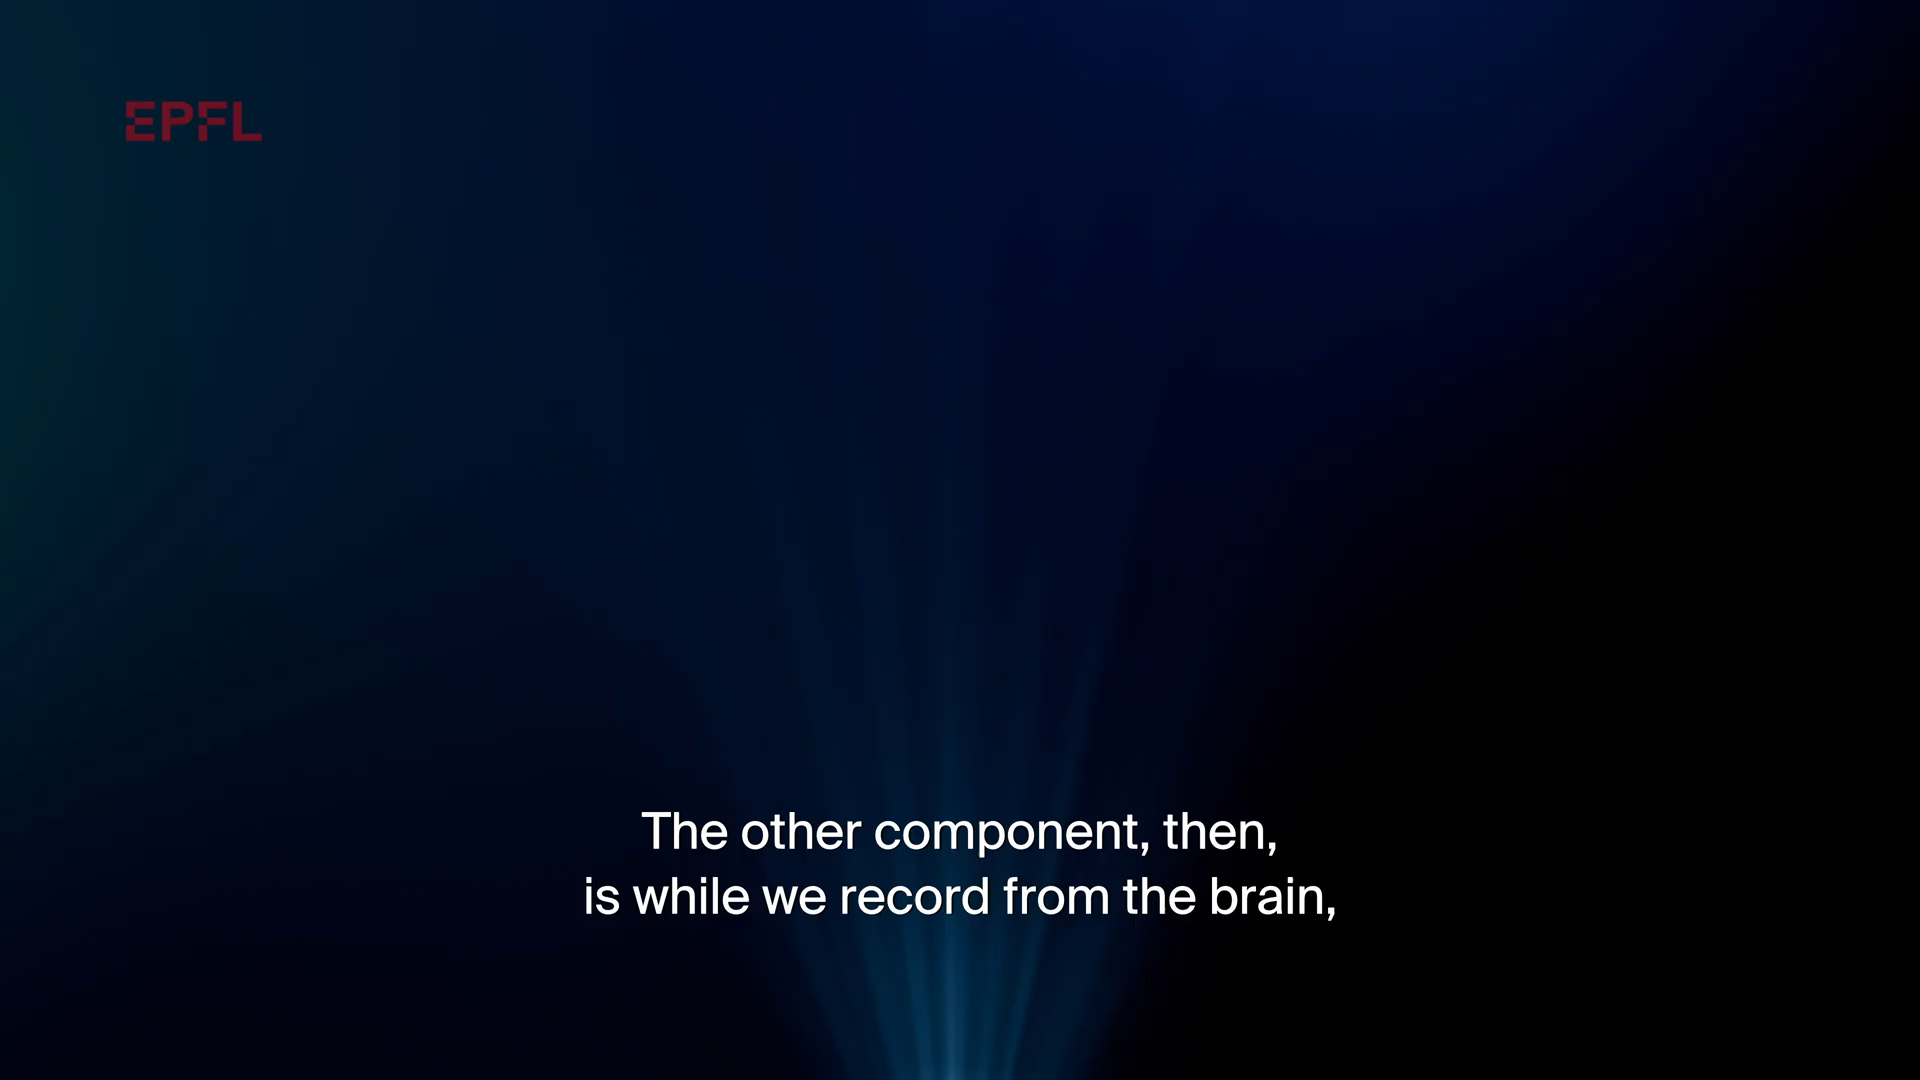 EPFL
The other component, then,
is while we record from the brain,